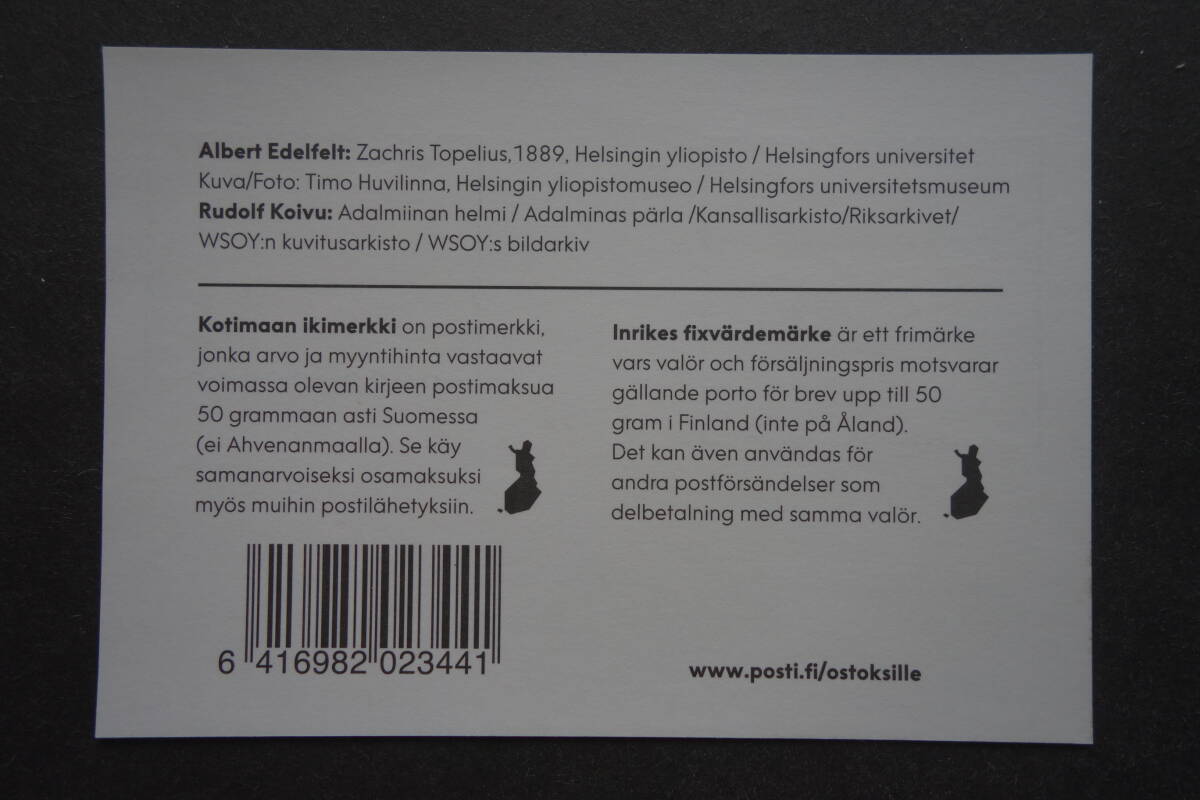 Albert Edelfelt: Zachris Topelius,1889, Helsingin yliopisto / Helsingfors universitet
Kuva/Foto: Timo Huvilinna, Helsingin yliopistomuseo / Helsingfors universitetsmuseum
Rudolf Koivu: Adalmiinan helmi / Adalminas pärla /Kansallisarkisto/Riksarkivet/
WSOY:n kuvitusarkisto / WSOY:s bildarkiv
Kotimaan ikimerkki on postimerkki,
jonka arvo ja myyntihinta vastaavat
voimassa olevan kirjeen postimaksua
50 grammaan asti Suomessa
(ei Ahvenanmaalla). Se käy
samanarvoiseksi osamaksuksi
myös muihin postilähetyksiin.
Inrikes fixvärdemärke är ett frimärke
vars valör och försäljningspris motsvarar
gällande porto för brev upp till 50
gram i Finland (inte på Åland).
Det kan även användas för
andra postförsändelser som
delbetalning med samma valör.
6 416982 023441
www.posti.fi/ostoksille